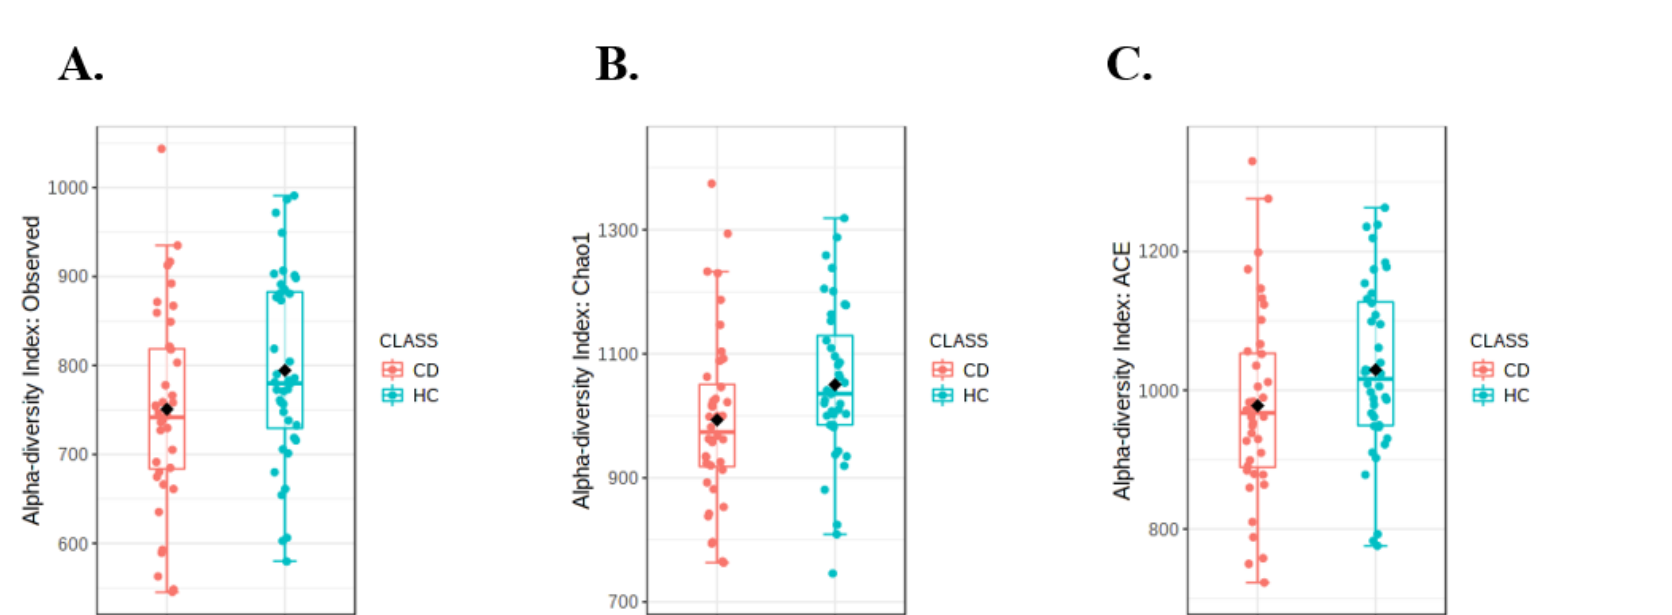 A.
B.
C.
Alpha-diversity Index: Observed
1000
900
800
700
600
CLASS
CD
HC
Alpha-diversity Index: Chao1
1300
1100
900
700
CLASS
CD
HC
Alpha-diversity Index: ACE
1200
1000
800
CLASS
CD
HC